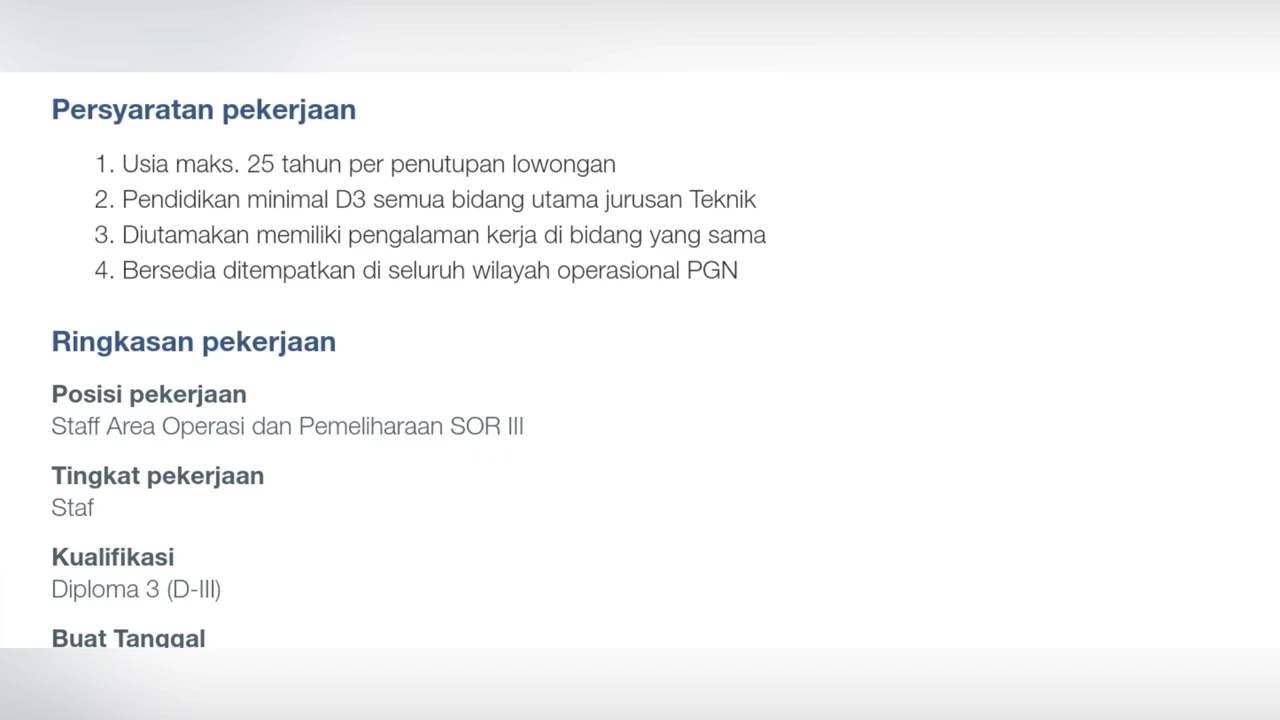 Persyaratan pekerjaan
1. Usia maks. 25 tahun per penutupan lowongan
2. Pendidikan minimal D3 semua bidang utama jurusan Teknik
3. Diutamakan memiliki pengalaman kerja di bidang yang sama
4. Bersedia ditempatkan di seluruh wilayah operasional PGN
Ringkasan pekerjaan
Posisi pekerjaan
Staff Area Operasi dan Pemeliharaan SOR III
Tingkat pekerjaan
Staf
Kualifikasi
Diploma 3 (D-III)
Buat Tanggal